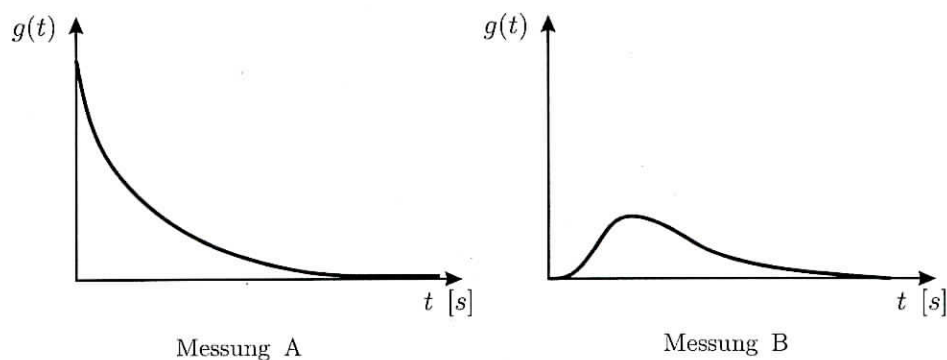 g(t)
t [s]
Messung A
g(t)
t [s]
Messung B